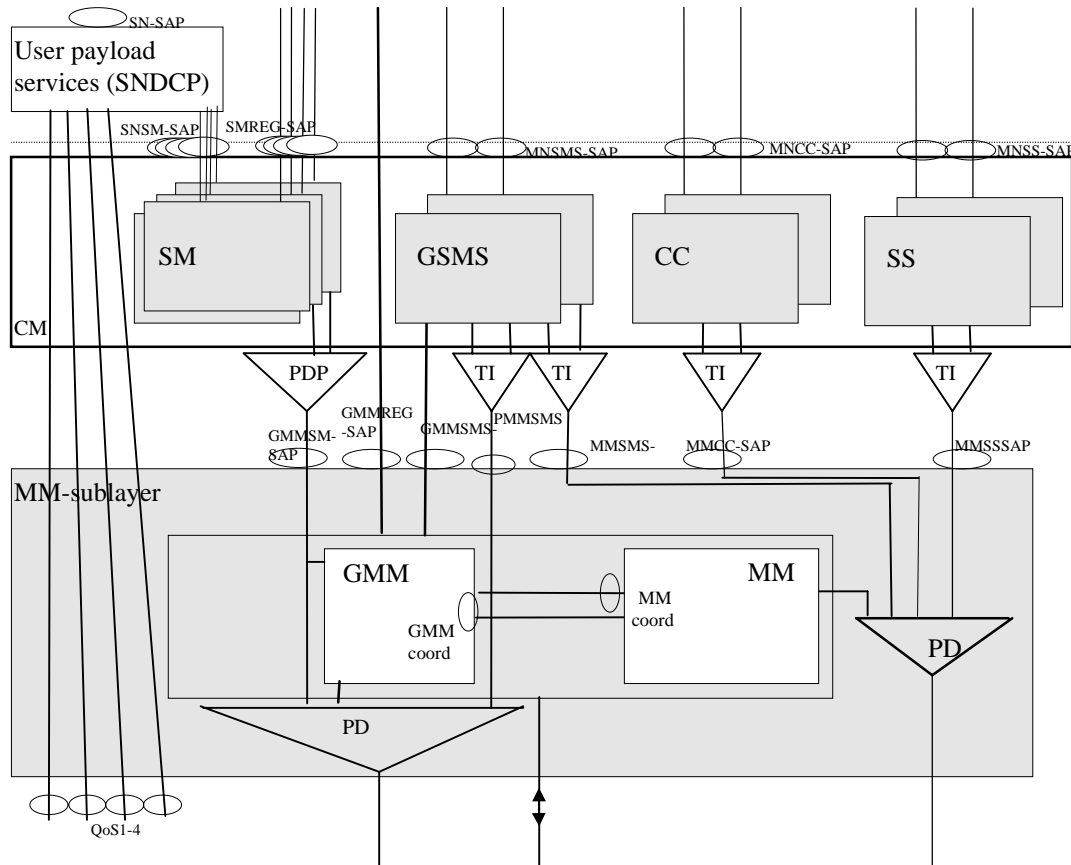 SN-SAP
User payload
services (SNDCP)
SNSM-SAP
SMREG-SAP
MNSMS-SAP
MNCC-SAP
MNSS-SAP
SM
GSMS
CC
SS
CM
PDP
TI
TI
TI
TI
GMMREG
-SAP
GMMSM-
SAP
GMMSMS-
PMMSMS
MMSMS-
MMCC-SAP
MMSSSAP
MM-sublayer
GMM
MM
GMM
coord
MM
coord
PD
PD
QoS1-4